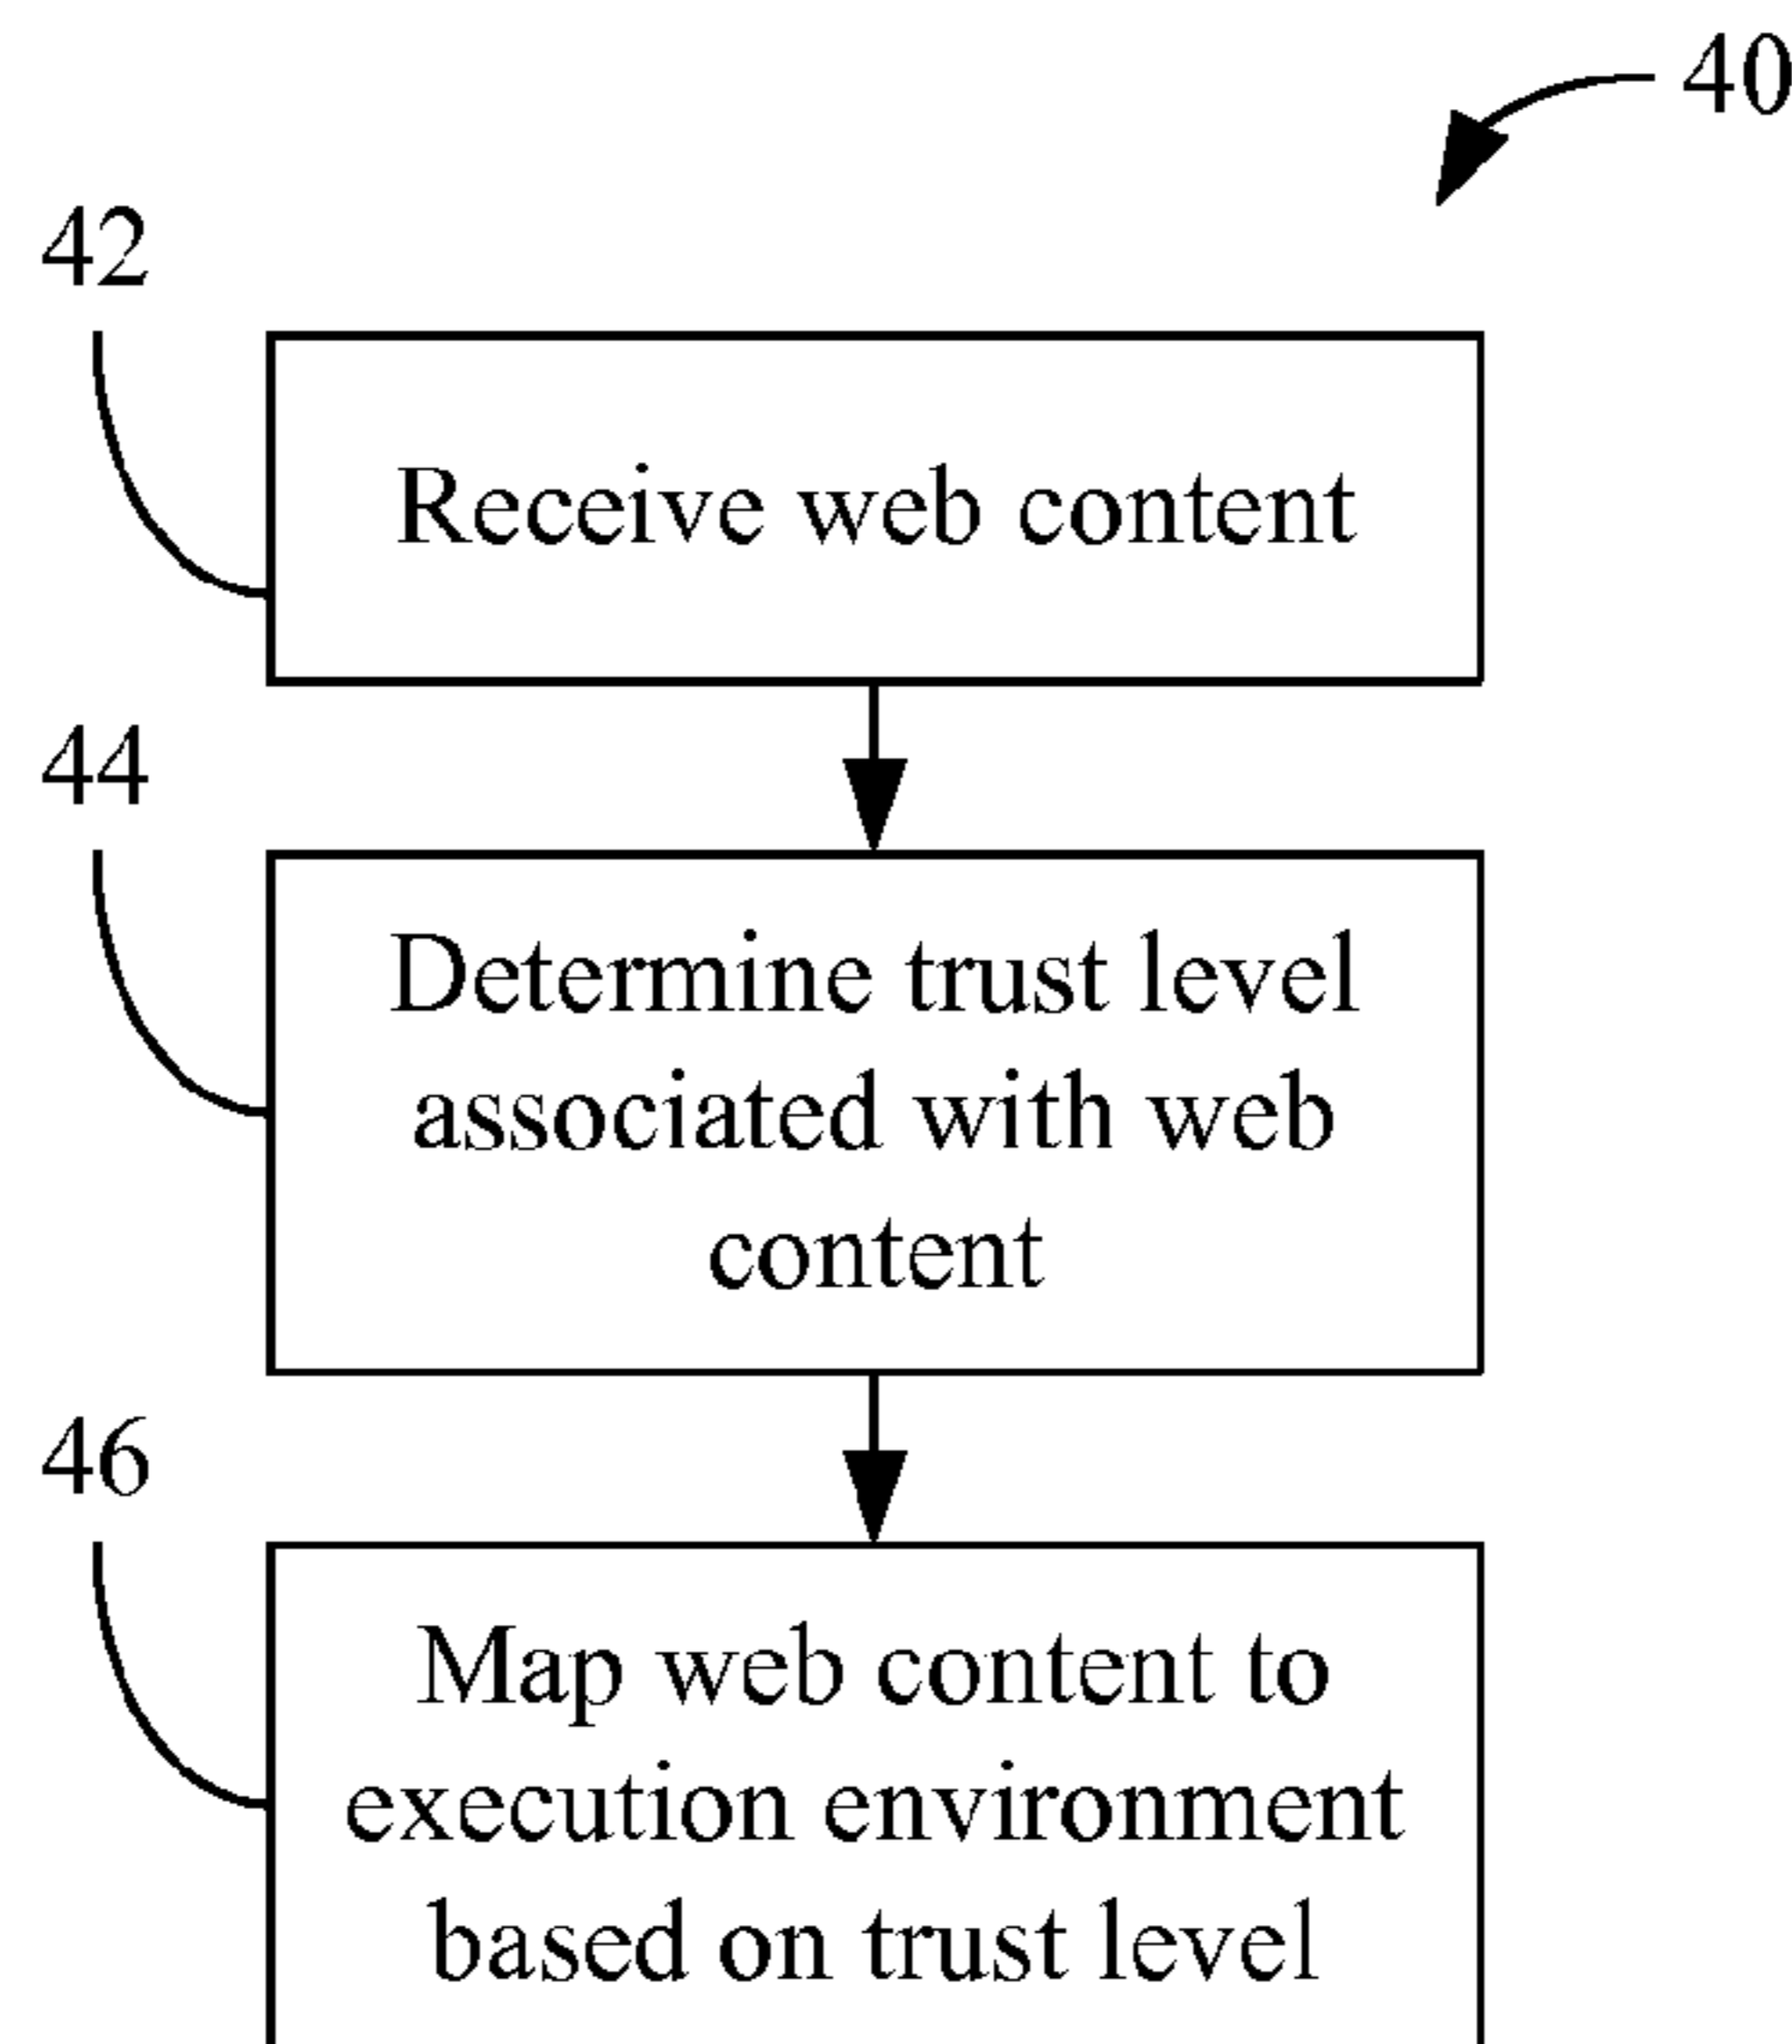 40
42
Receive web content
44
Determine trust level
associated with web
content
46
Map web content to
execution environment
based on trust level